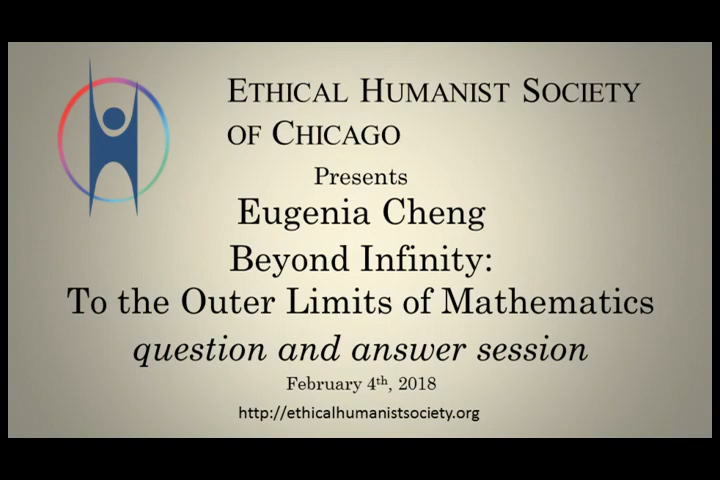 ETHICAL HUMANIST SOCIETY
OF CHICAGO
Presents
Eugenia Cheng
Beyond Infinity:
To the Outer Limits of Mathematics
question and answer session
February 4th, 2018
http://ethicalhumanistsociety.org